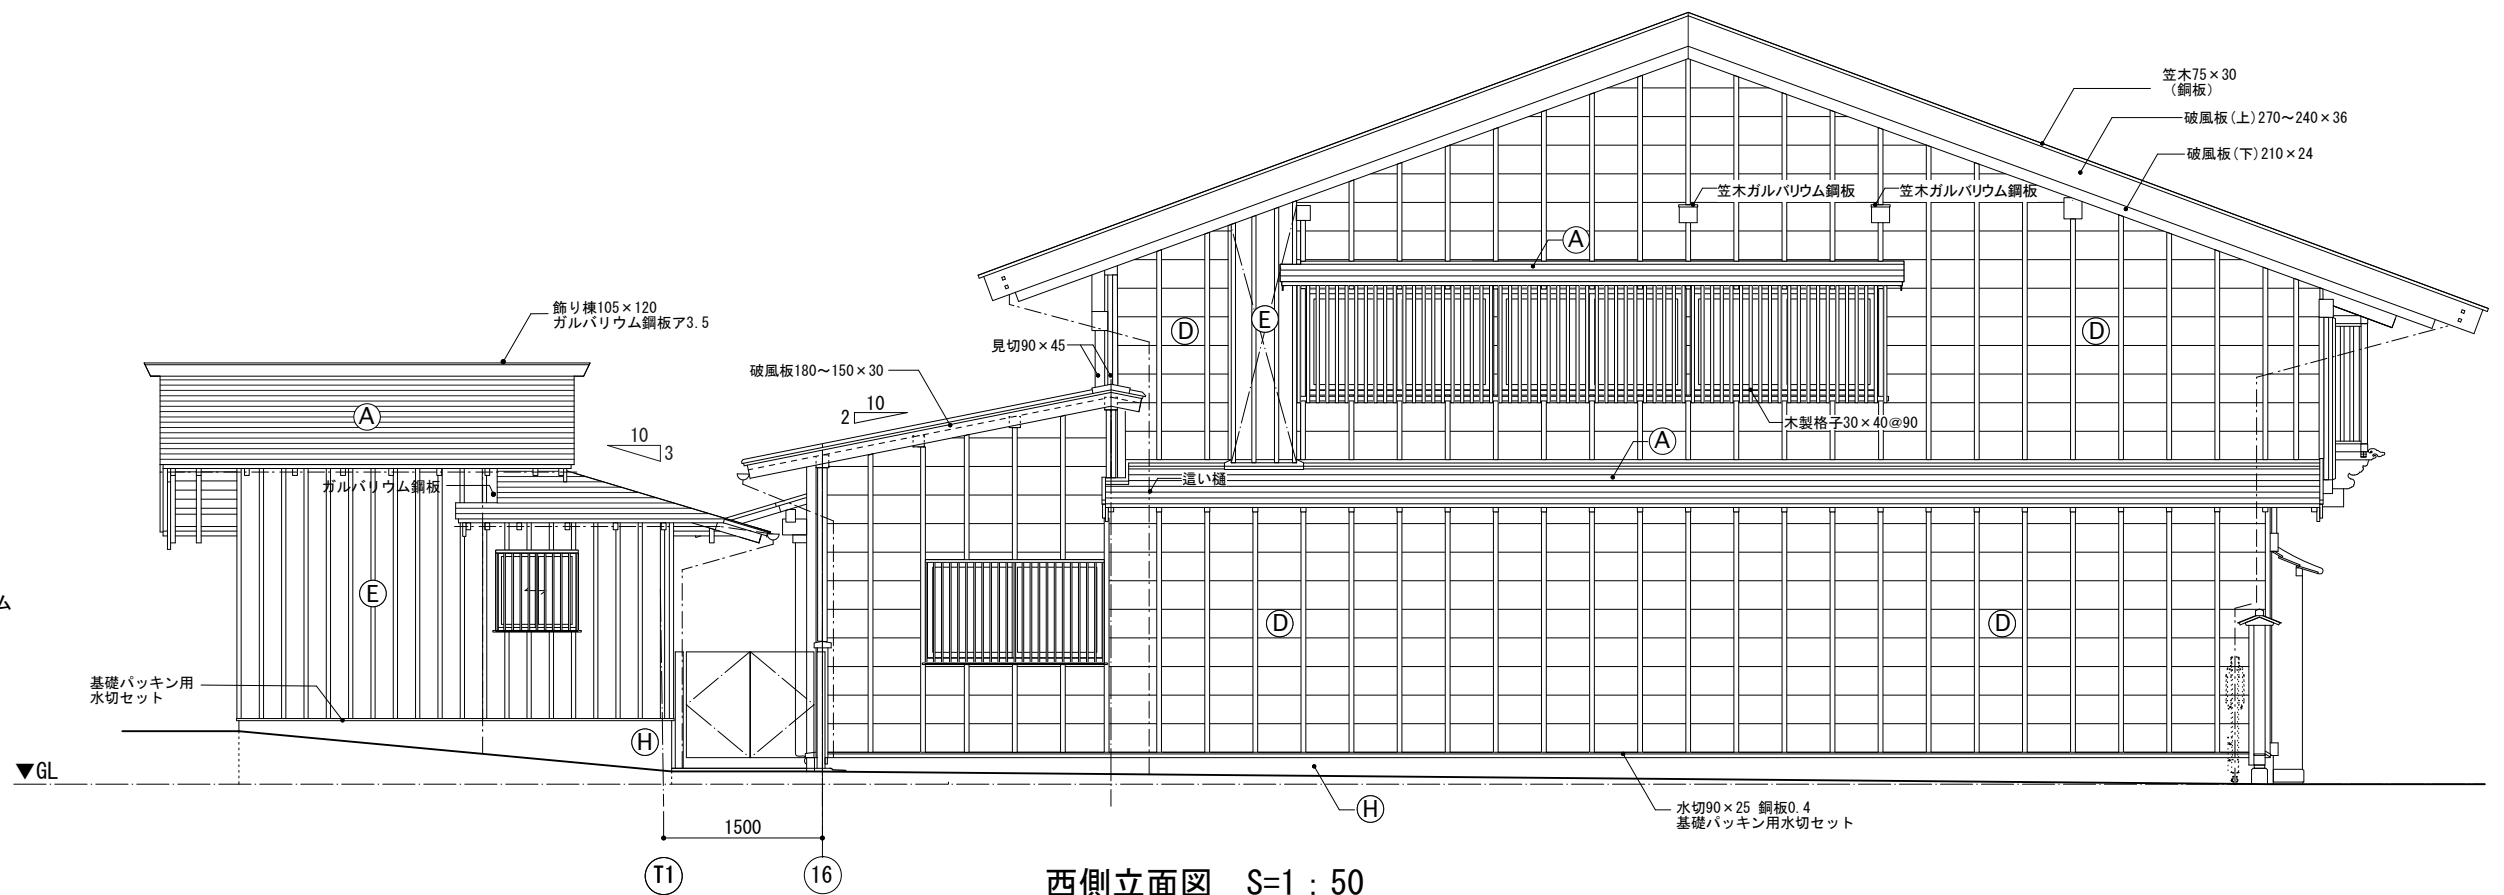 笠木75×30
(銅板)
破風板(上)270～240×36
破風板(下)210×24
笠木ガルバリウム鋼板
笠木ガルバリウム鋼板
A
飾り棟105×120
ガルバリウム鋼板ア3.5
D
E
D
見切90×45
破風板180～150×30
10
2
A
木製格子30×40@90
10
3
A
ガルバリウム鋼板
這い樋
E
ム
D
D
基礎パッキン用
水切セット
H
▼GL
H
水切90×25 銅板0.4
基礎パッキン用水切セット
1500
T1
16
西側立面図 S=1：50